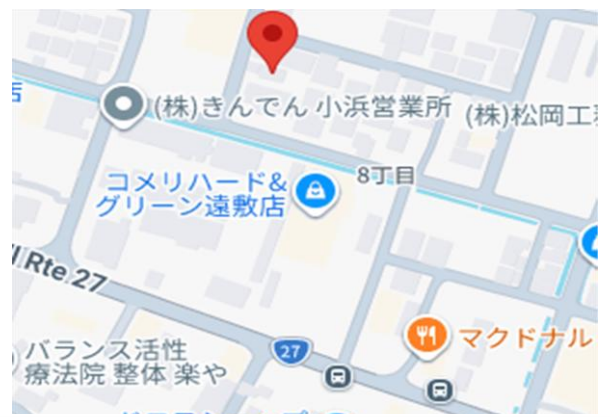 店
(株)きんでん 小浜営業所
(株)松岡工
コメリハード&
グリーン遠敷店
8丁目
Rte 27
27
マクドナル
バランス活性
療法院 整体 楽や